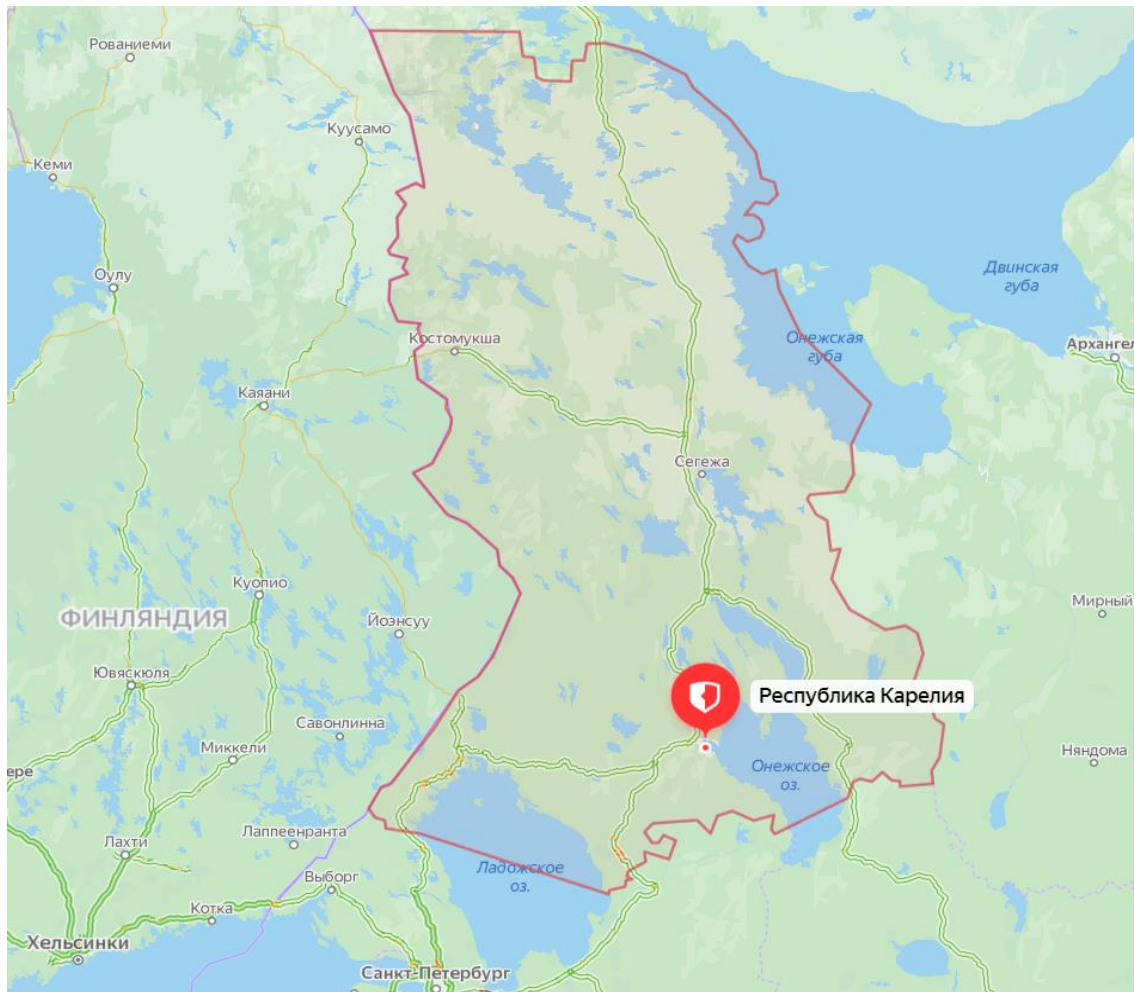 Рованиеми
Куусамо
Кеми
Двинская
губа
Оулу
Онежская
губа
Костомукша
Архангел
Каяани
Сегежа
Куопио
Мирный
ФИНЛЯНДИЯ
Йоэнсуу
Ювяскюля
Республика Карелия
Савонлинна
Миккели
Няндома
ере
Онежское
оз.
Лаппеенранта
Лахти
Ладожское
оз.
Выборг
Котка
Хельсинки
Санкт-Петербург